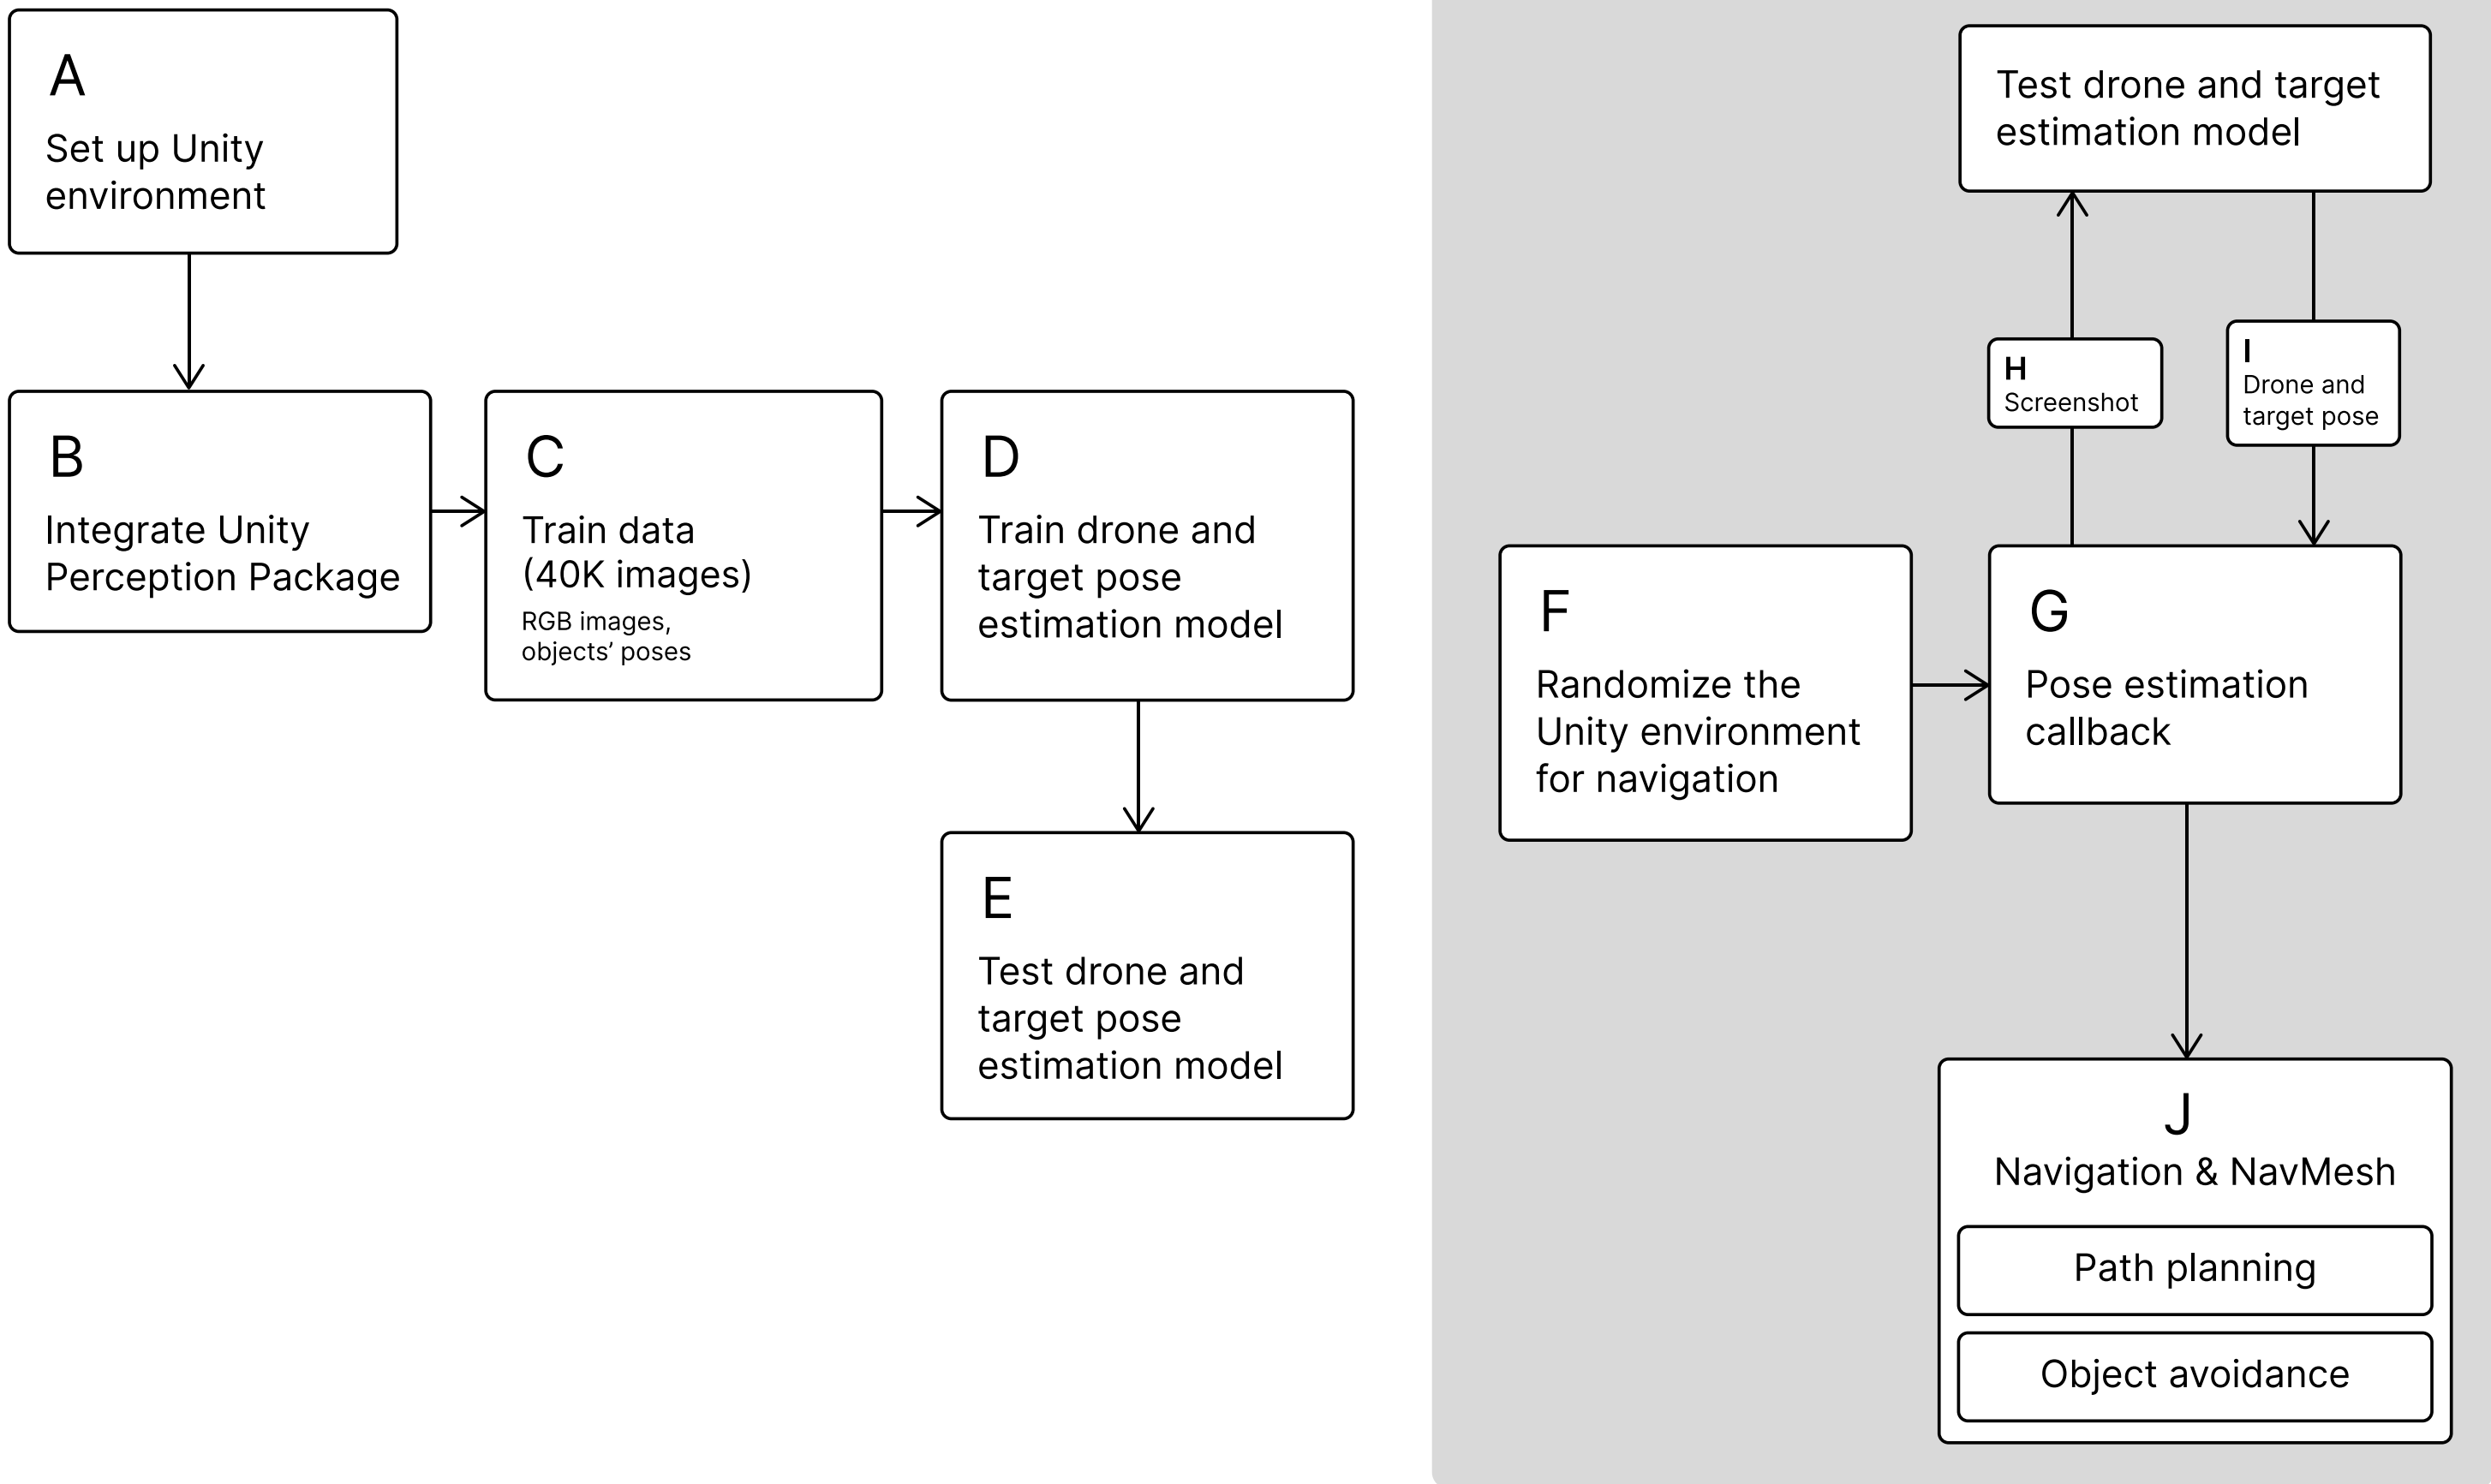 A
Set up Unity
environment
B
Integrate Unity
Perception Package
C
Train data
(40K images)
RGB images,
objects’ poses
D
Train drone and
target pose
estimation model
E
Test drone and
target pose
estimation model
Test drone and target
estimation model
H
Screenshot
I
Drone and
target pose
F
Randomize the
Unity environment
for navigation
G
Pose estimation
callback
J
Navigation & NavMesh
Path planning
Object avoidance